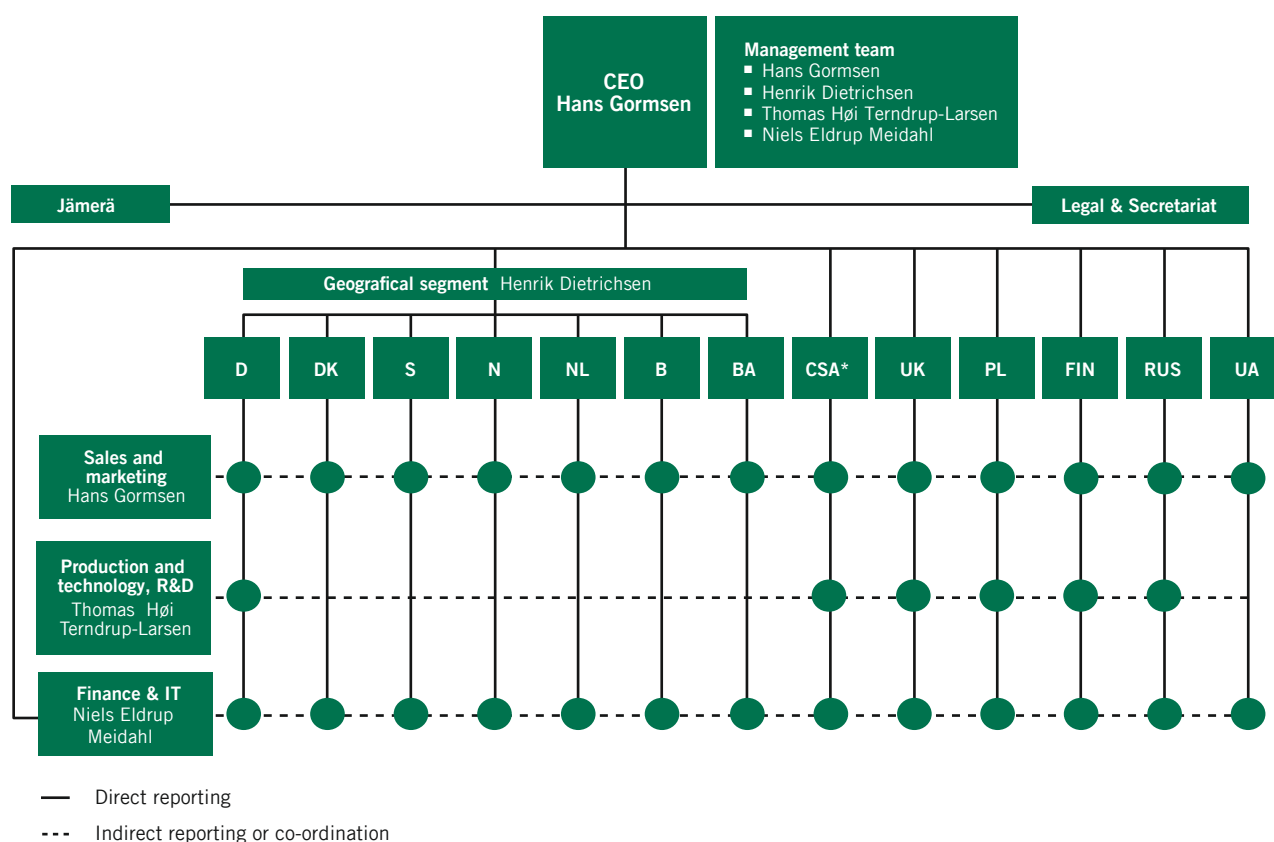 CEO
Hans Gormsen
Management team
▪ Hans Gormsen
▪ Henrik Dietrichsen
▪ Thomas Høi Terndrup-Larsen
▪ Niels Eldrup Meidahl
Jämerä
Legal & Secretariat
Geografical segment Henrik Dietrichsen
D DK S N NL B BA CSA* UK PL FIN RUS UA
Sales and
marketing
Hans Gormsen
Production and
technology, R&D
Thomas Høi
Terndrup-Larsen
Finance & IT
Niels Eldrup
Meidahl
Direct reporting
Indirect reporting or co-ordination